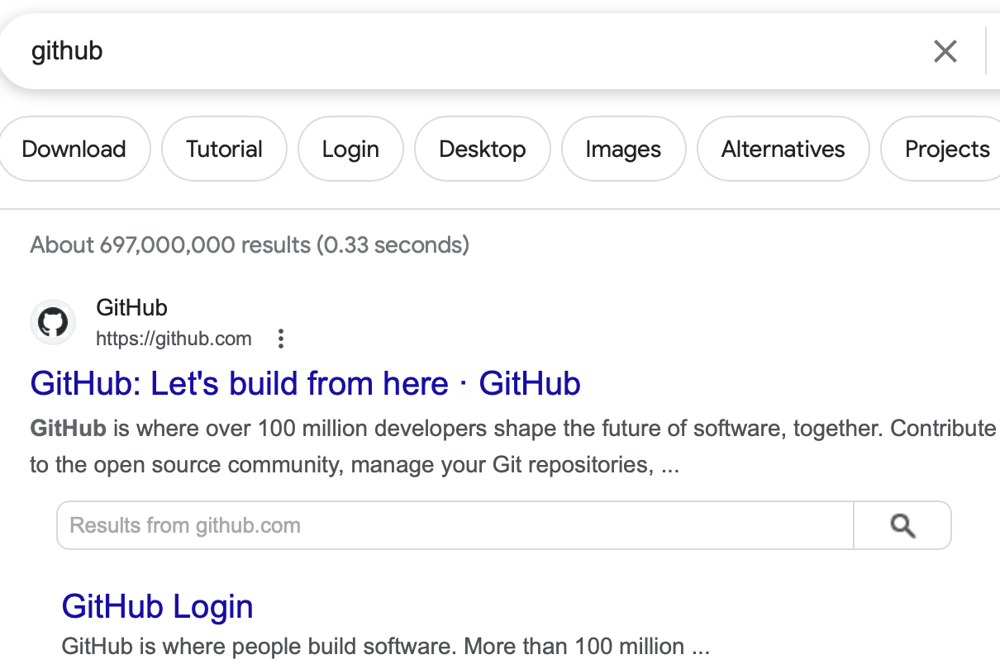 github
Download Tutorial Login Desktop Images Alternatives Projects
About 697,000,000 results (0.33 seconds)
GitHub
https://github.com
GitHub: Let's build from here · GitHub
GitHub is where over 100 million developers shape the future of software, together. Contribute
to the open source community, manage your Git repositories, ...
Results from github.com
GitHub Login
GitHub is where people build software. More than 100 million ...